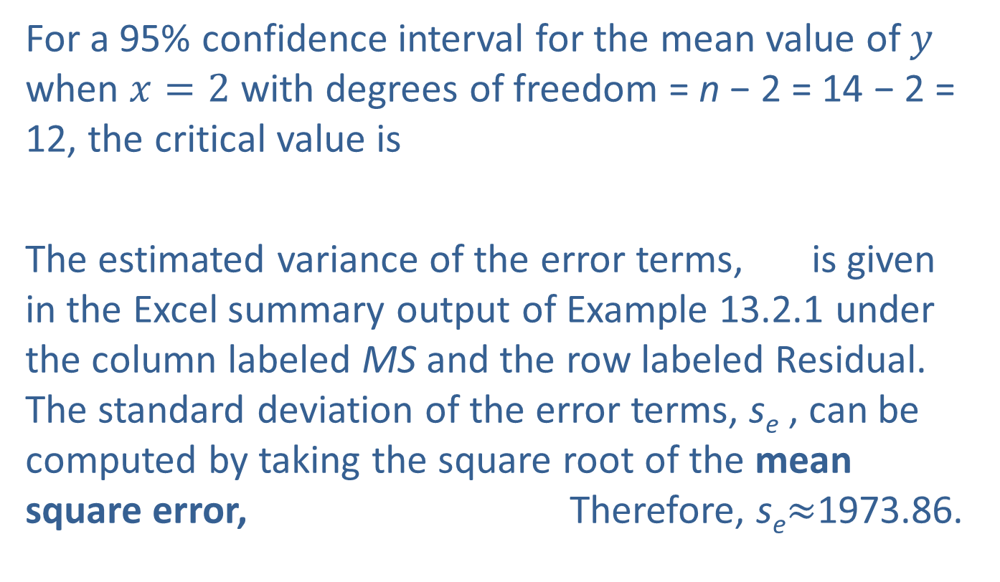 For a 95% confidence interval for the mean value of y
when x = 2 with degrees of freedom = n − 2 = 14 − 2 =
12, the critical value is
The estimated variance of the error terms, is given
in the Excel summary output of Example 13.2.1 under
the column labeled MS and the row labeled Residual.
The standard deviation of the error terms, sₑ , can be
computed by taking the square root of the mean
square error, Therefore, sₑ≈1973.86.